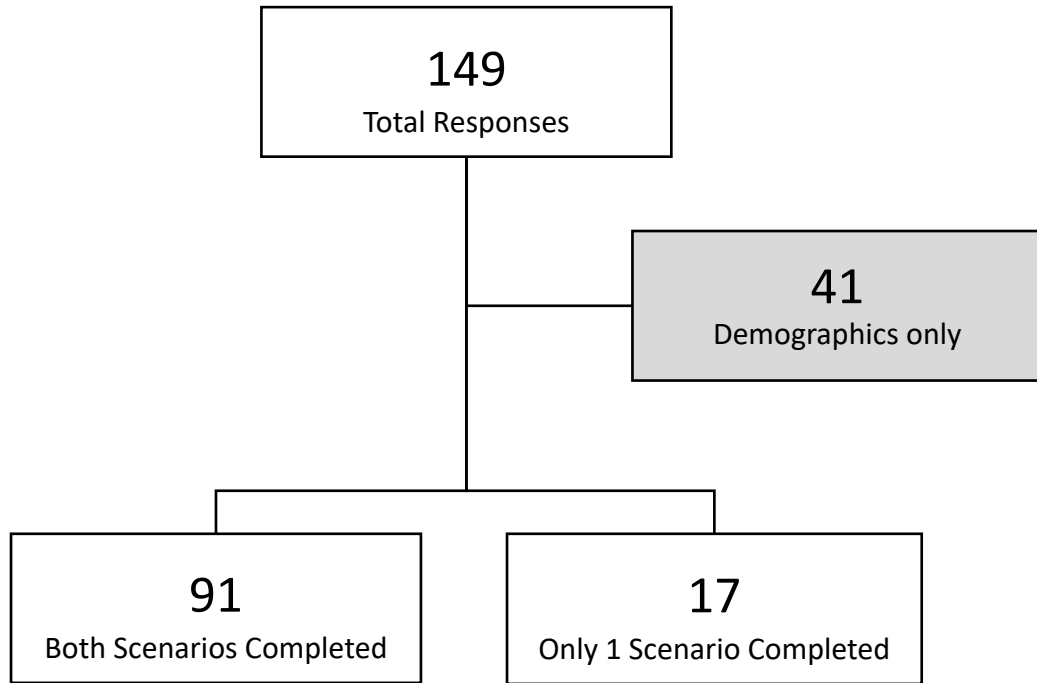 149
Total Responses
41
Demographics only
91
Both Scenarios Completed
17
Only 1 Scenario Completed